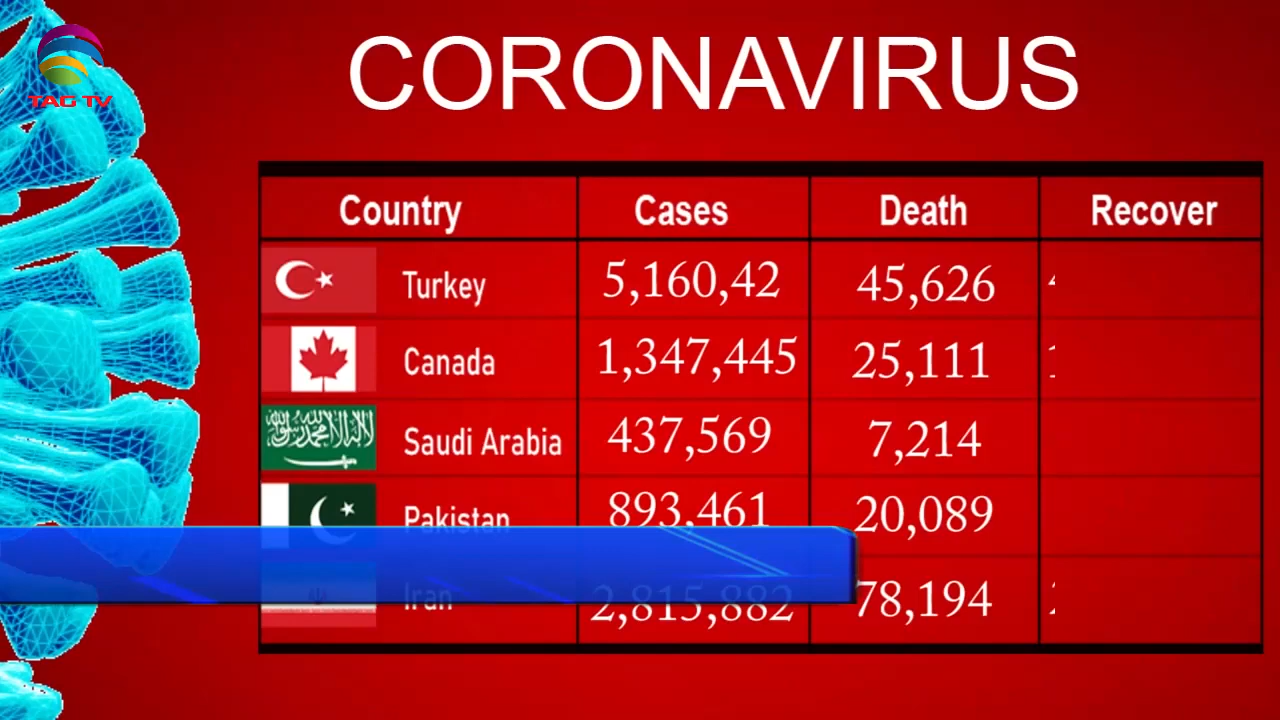 TAG TV
CORONAVIRUS
Country Cases Death Recover
Turkey 5,160,42 45,626
Canada 1,347,445 25,111
Saudi Arabia 437,569 7,214
Pakistan 893,461 20,089
Iran 2,815,882 78,194